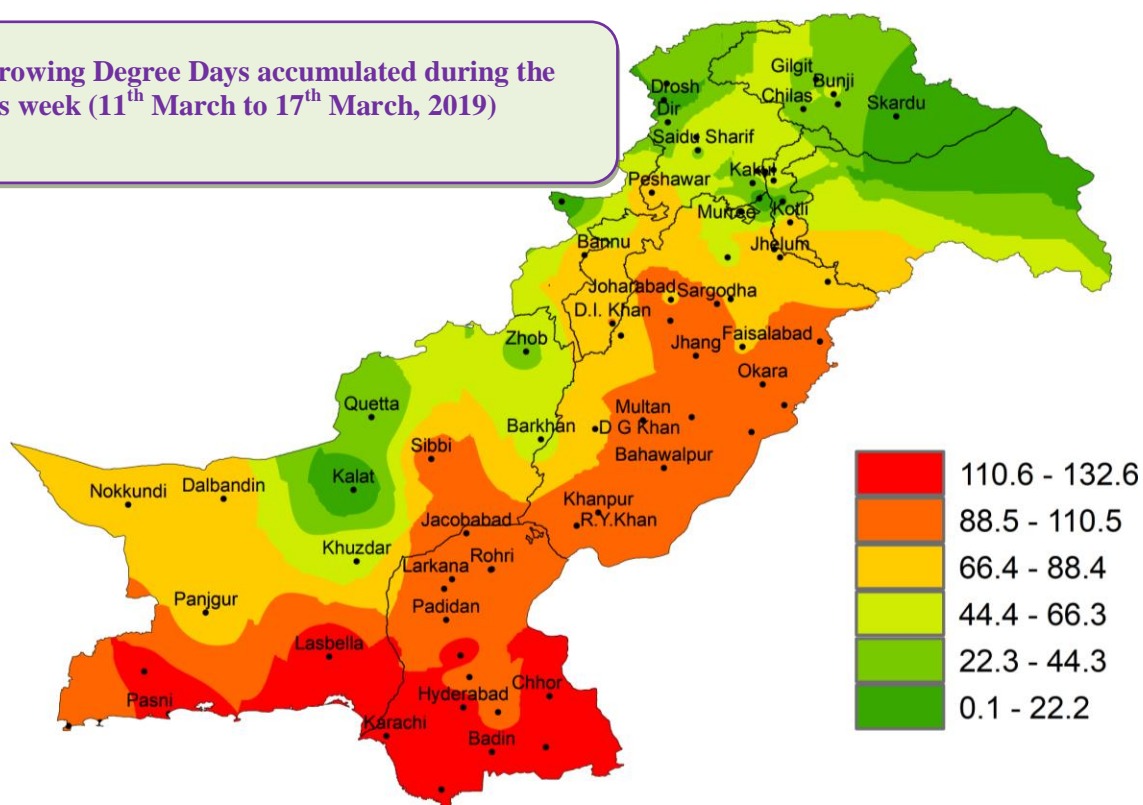 rowing Degree Days accumulated during the
s week (11th March to 17th March, 2019)
Gilgit
Drosh
Bunji
Chilas
Skardu
Dir
Saidu Sharif
Kakul
Peshawar
Murree
Kotli
Bannu
Jhelum
Joharabad
Sargodha
D.I. Khan
Zhob
Jhang
Faisalabad
Okara
Quetta
Multan
Barkhan
D G Khan
Sibbi
Bahawalpur
Kalat
Nokkundi
Dalbandin
Khanpur
Jacobabad
R.Y.Khan
Khuzdar
Rohri
Larkana
Panjgur
Padidan
Lasbella
Pasni
Hyderabad
Chhor
Karachi
Badin
110.6 - 132.6
88.5 - 110.5
66.4 - 88.4
44.4 - 66.3
22.3 - 44.3
0.1 - 22.2